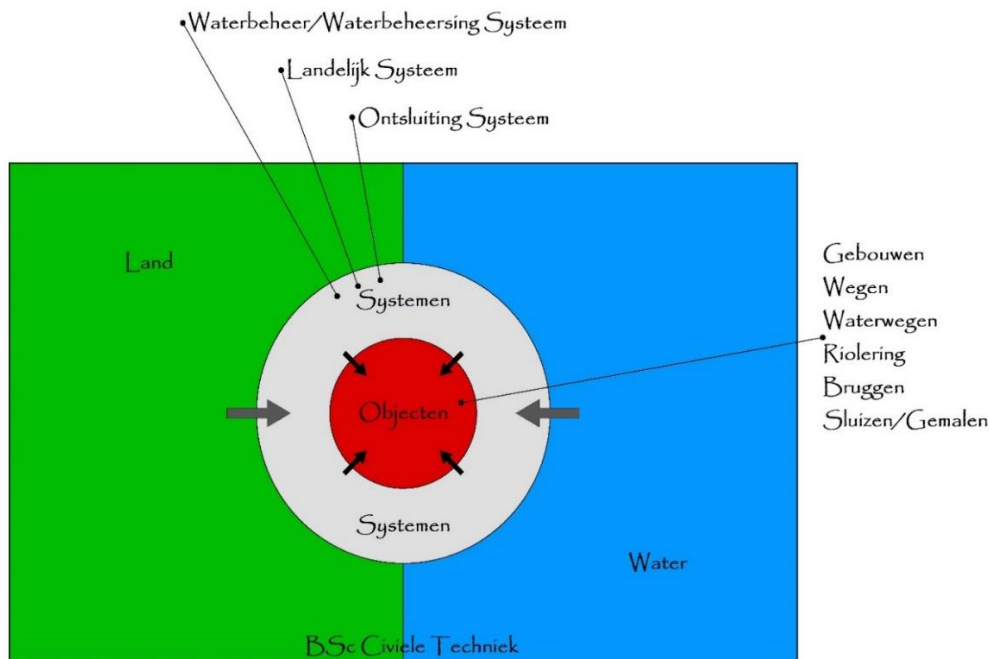 Waterbeheer/Waterbeheersing Systeem
Landelijk Systeem
Ontsluiting Systeem
Land
Systemen
Objecten
Systemen
Water
B.Sc Civiele Techniek
Gebouwen
Wegen
Waterwegen
Riolering
Bruggen
Sluizen/Gemalen